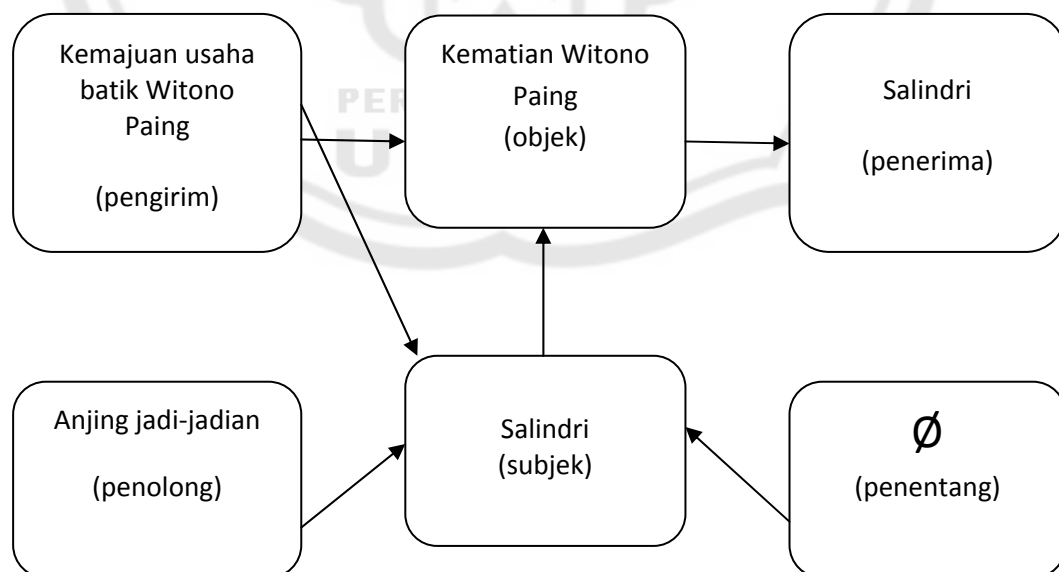 Kemajuan usaha
batik Witono
Paing
(pengirim)
Kematian Witono
Paing
(objek)
Salindri
(penerima)
Anjing jadi-jadian
(penolong)
Salindri
(subjek)
Ø
(penentang)